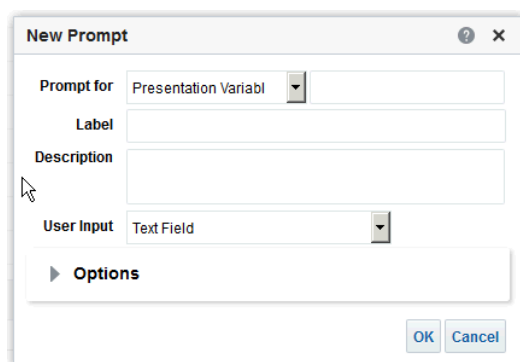 New Prompt
Prompt for Presentation Variabl
Label
Description
User Input Text Field
Options
OK Cancel